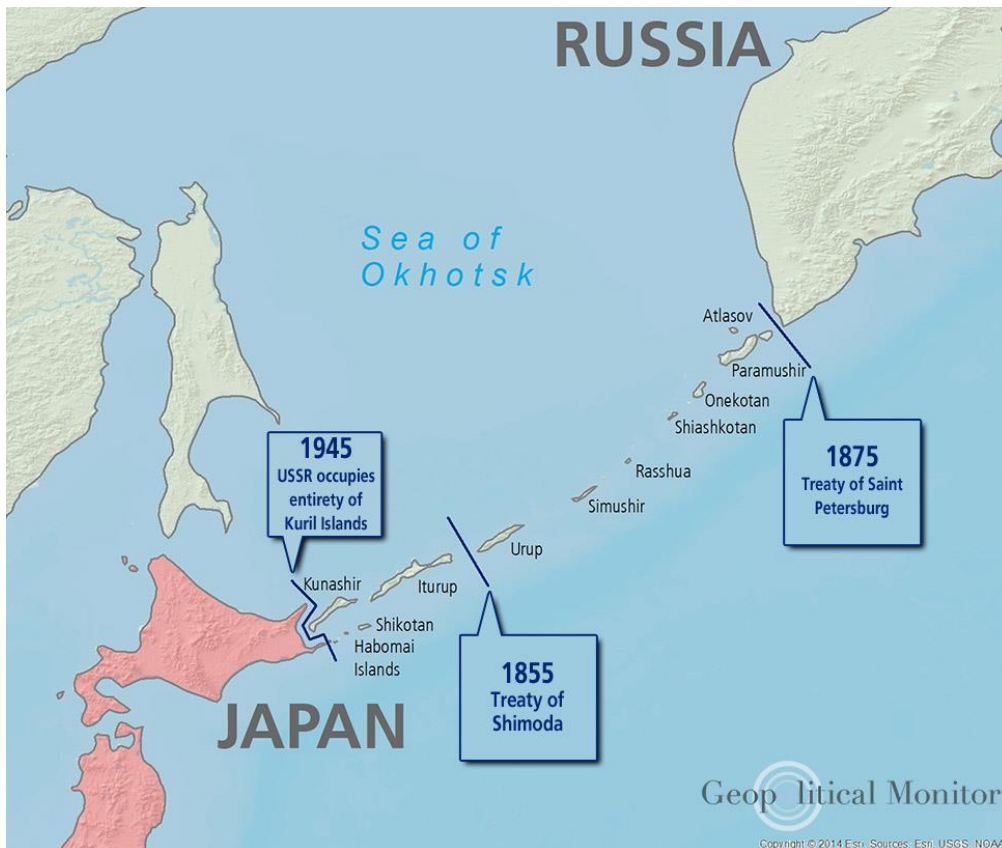 RUSSIA
Sea of
Okhotsk
Atlasov
Paramushir
Onekotan
Shiashkotan
1875
Treaty of Saint
Petersburg
1945
USSR occupies
entirety of
Kuril Islands
Rasshua
Simushir
Urup
Kunashir
Iturup
Shikotan
Habomai
Islands
1855
Treaty of
Shimoda
JAPAN
Geop litical Monitor
Copyright © 2014 Esri, Sources: Esri, USGS, NOAA